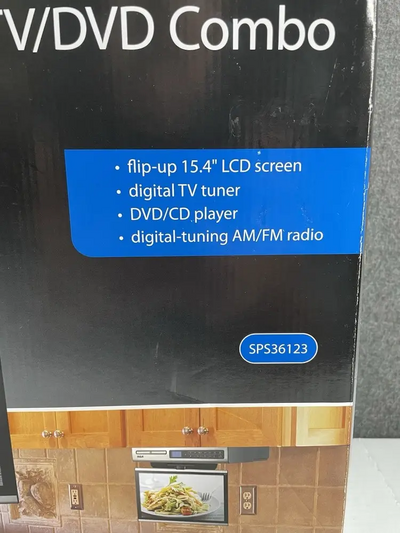 TV/DVD Combo
• flip-up 15.4" LCD screen
• digital TV tuner
• DVD/CD player
• digital-tuning AM/FM radio
SPS36123